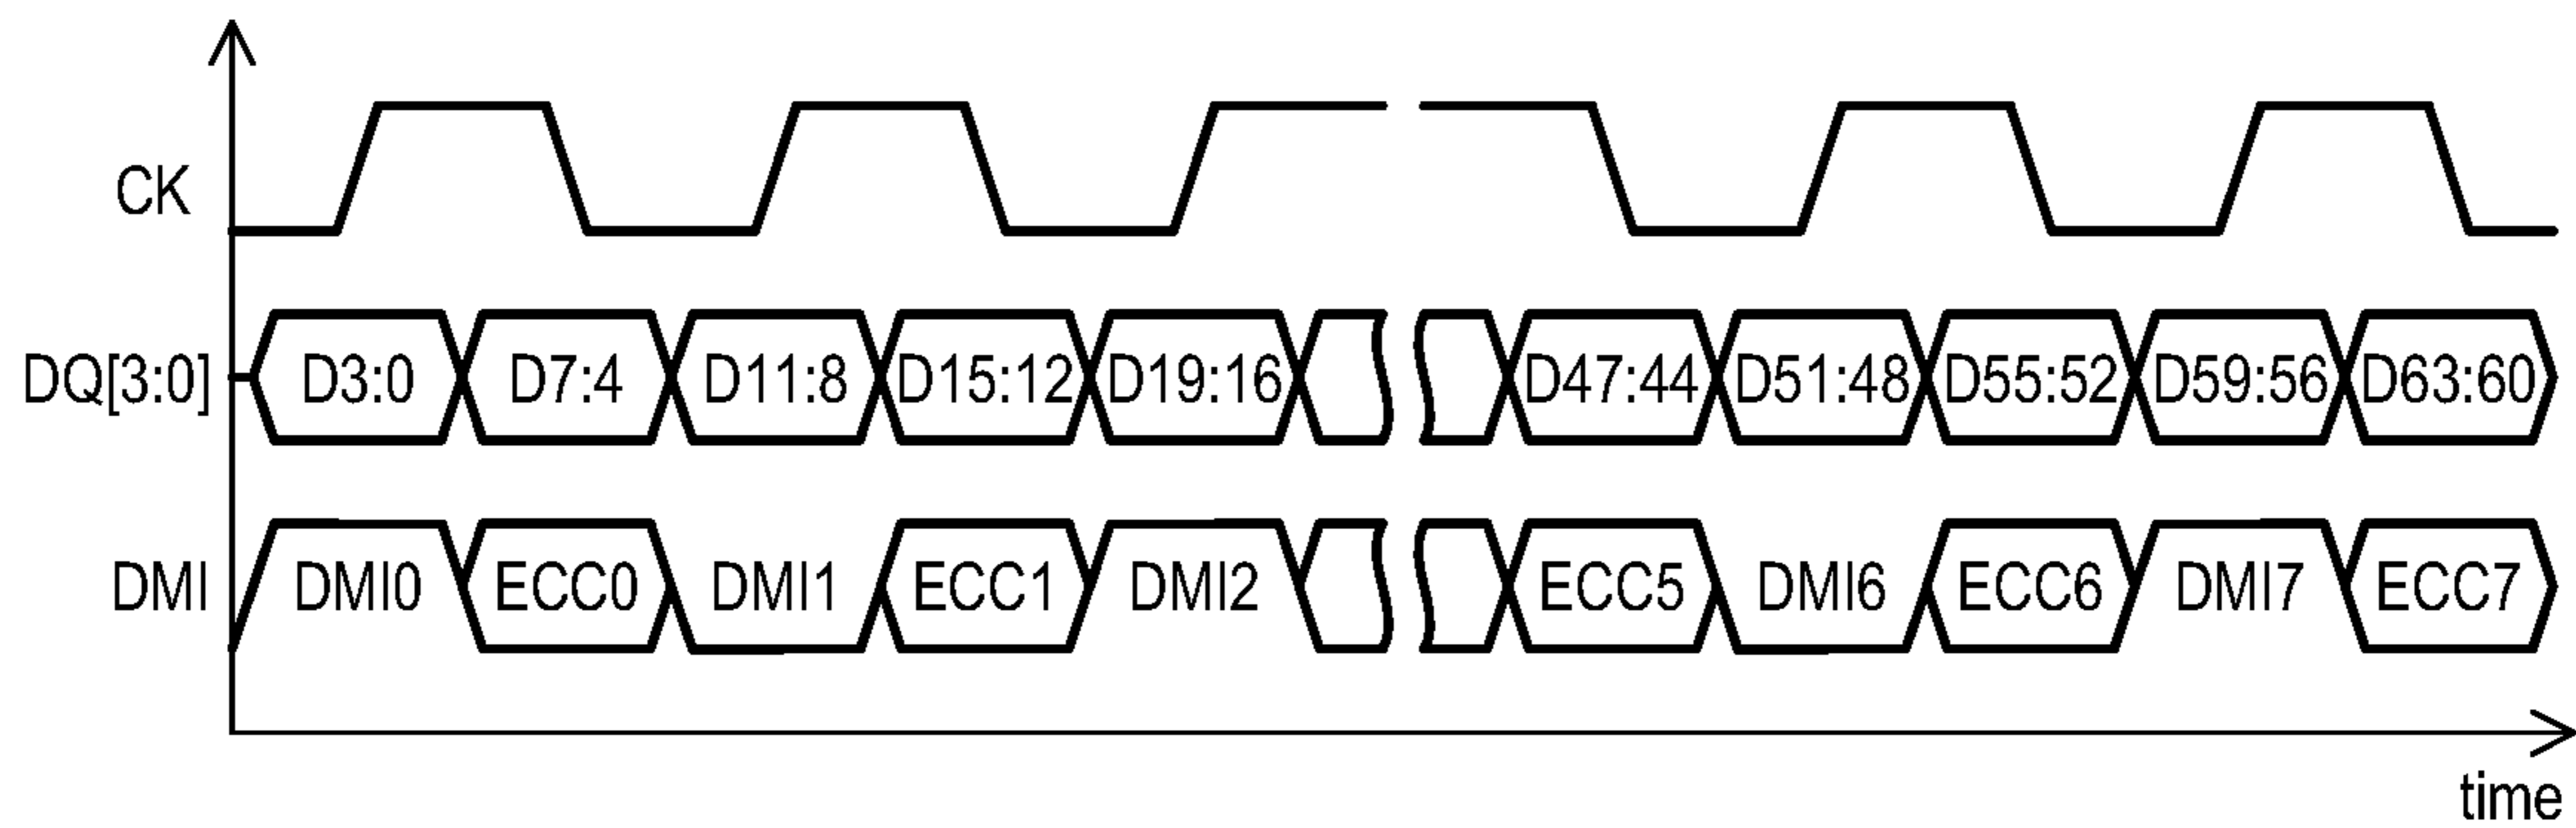 CK
DQ[3:0] D3:0 D7:4 D11:8 D15:12 D19:16 D47:44 D51:48 D55:52 D59:56 D63:60
DMI DMI0 ECC0 DMI1 ECC1 DMI2 ECC5 DMI6 ECC6 DMI7 ECC7
time